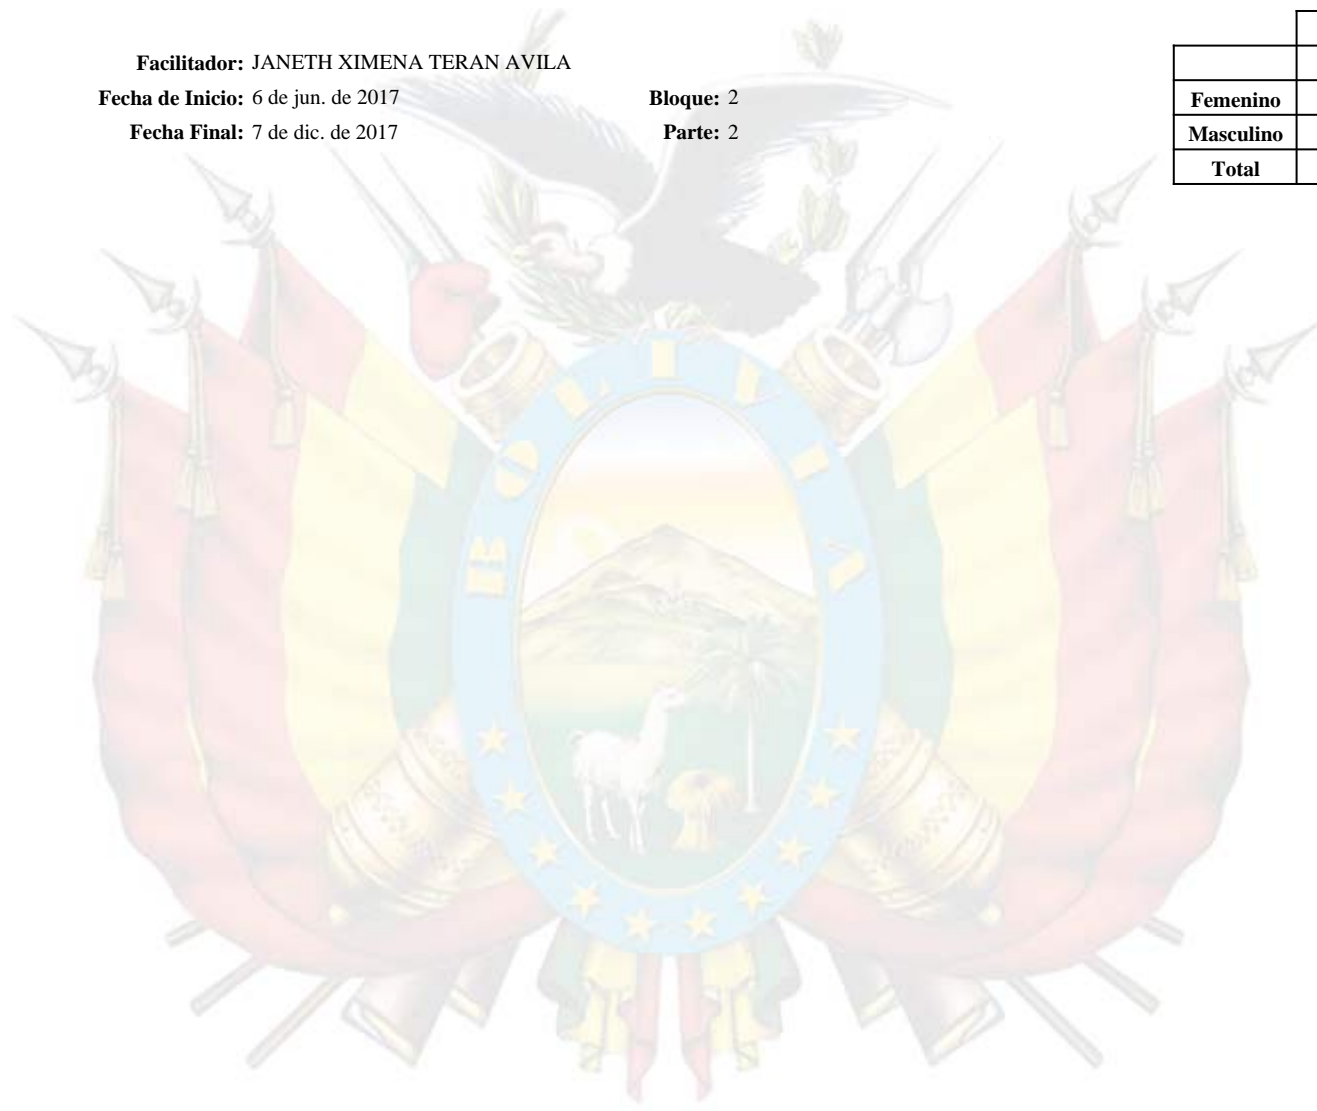 Facilitador: JANETH XIMENA TERAN AVILA
Fecha de Inicio: 6 de jun. de 2017 Bloque: 2
Fecha Final: 7 de dic. de 2017 Parte: 2
Femenino
Masculino
Total
BOLIVIA